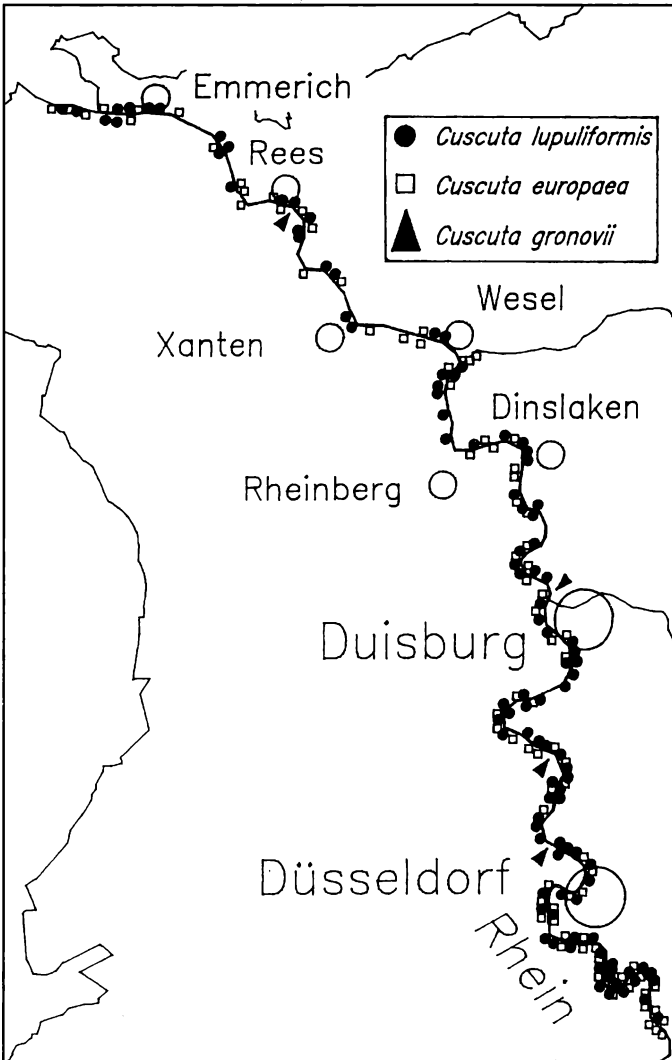 Emmerich
Rees
Cuscuta lupuliformis
Cuscuta europaea
Cuscuta gronovii
Wesel
Xanten
Dinslaken
Rheinberg
Duisburg
Düsseldorf
Rhein